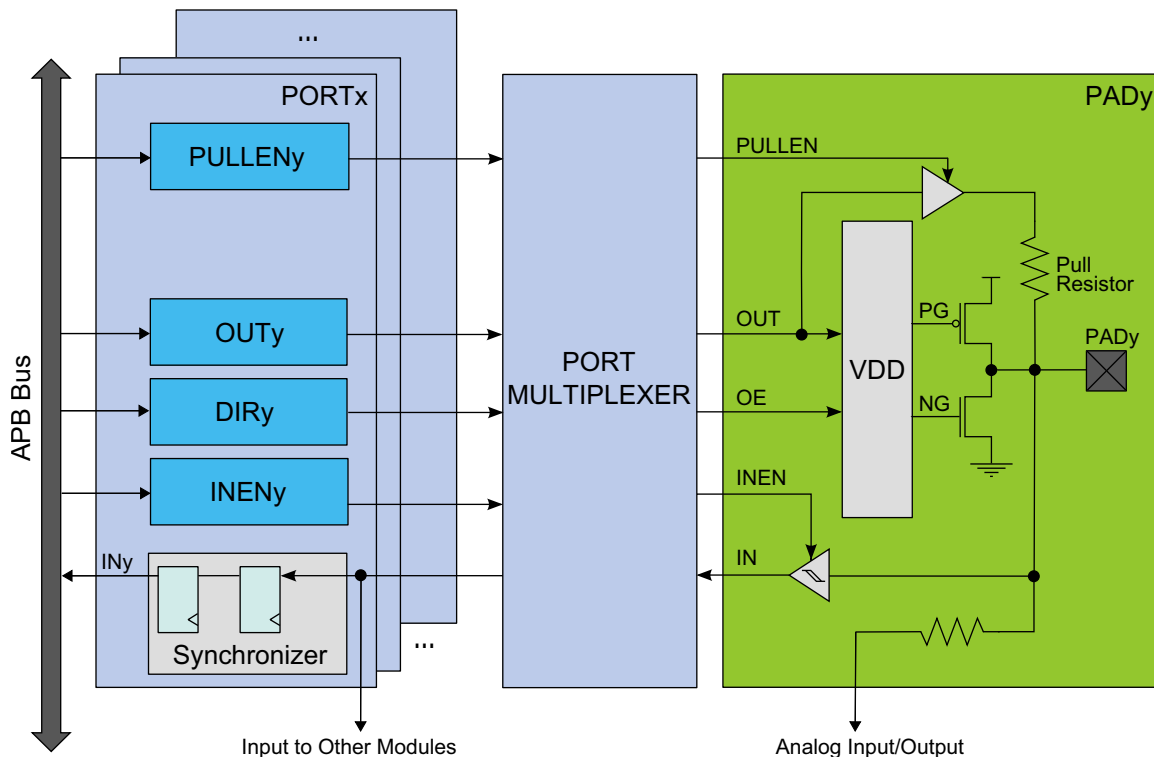 ...
PORTx
PADy
PULLENy
PULLEN
Pull
Resistor
OUTy
OUT
PG
PADy
APB Bus
PORT
MULTIPLEXER
VDD
DIRy
OE
NG
INENy
INEN
INy
IN
Synchronizer
...
Input to Other Modules
Analog Input/Output